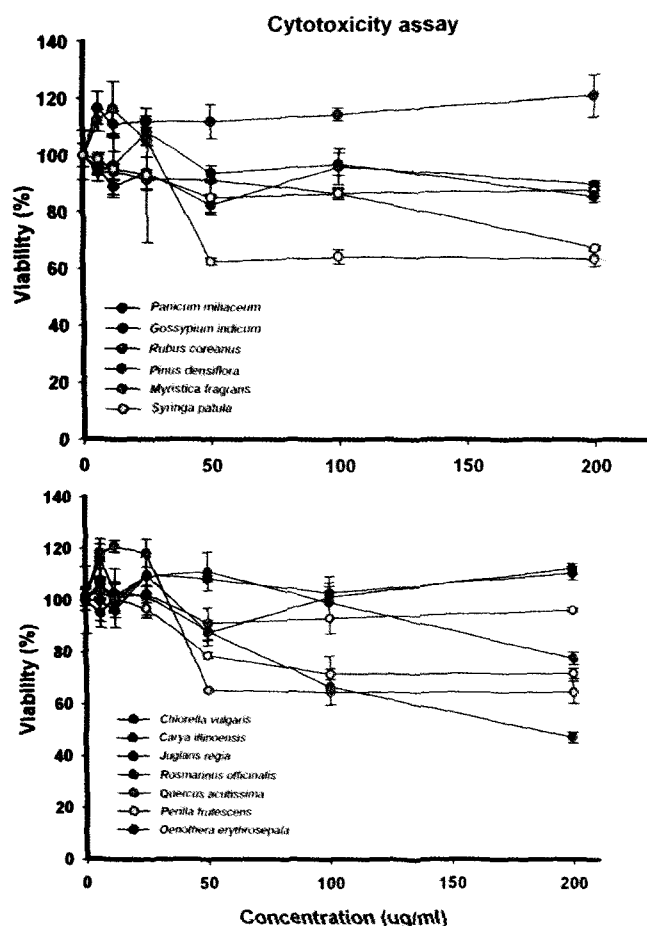 Cytotoxicity assay
140
120
100
80
60
40
20
0
Viability (%)
Panicum miliaceum
Gossypium indicum
Rubus coreanus
Pinus densiflora
Myristica fragrans
Syringa patula
0 50 100 150 200
140
120
100
80
60
40
20
0
Viability (%)
Chlorella vulgaris
Carya illinoensis
Juglans regia
Rosmarinus officinalis
Quercus acutissima
Perilla frutescens
Oenothera erythrosepala
0 50 100 150 200
Concentration (ug/ml)